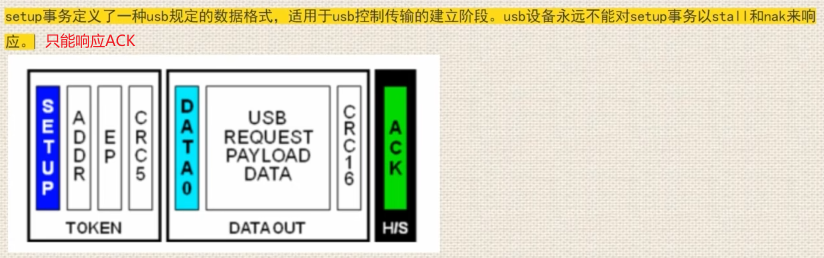 setup事务定义了一种usb规定的数据格式，适用于usb控制传输的建立阶段。usb设备永远不能对setup事务以stall和nak来响
应。 只能响应ACK
SETUP
ADDR
EP
CRC5
TOKEN
DATA0
USB
REQUEST
PAYLOAD
DATA
CRC16
DATA OUT
ACK
H/S